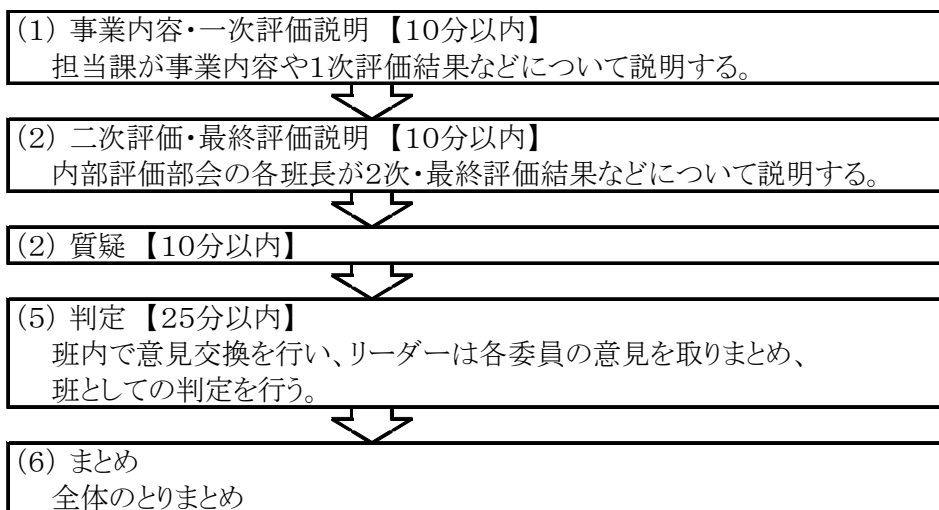 (1) 事業内容・一次評価説明 【10分以内】
担当課が事業内容や1次評価結果などについて説明する。
(2) 二次評価・最終評価説明 【10分以内】
内部評価部会の各班長が2次・最終評価結果などについて説明する。
(2) 質疑 【10分以内】
(5) 判定 【25分以内】
班内で意見交換を行い、リーダーは各委員の意見を取りまとめ、
班としての判定を行う。
(6) まとめ
全体のとりまとめ